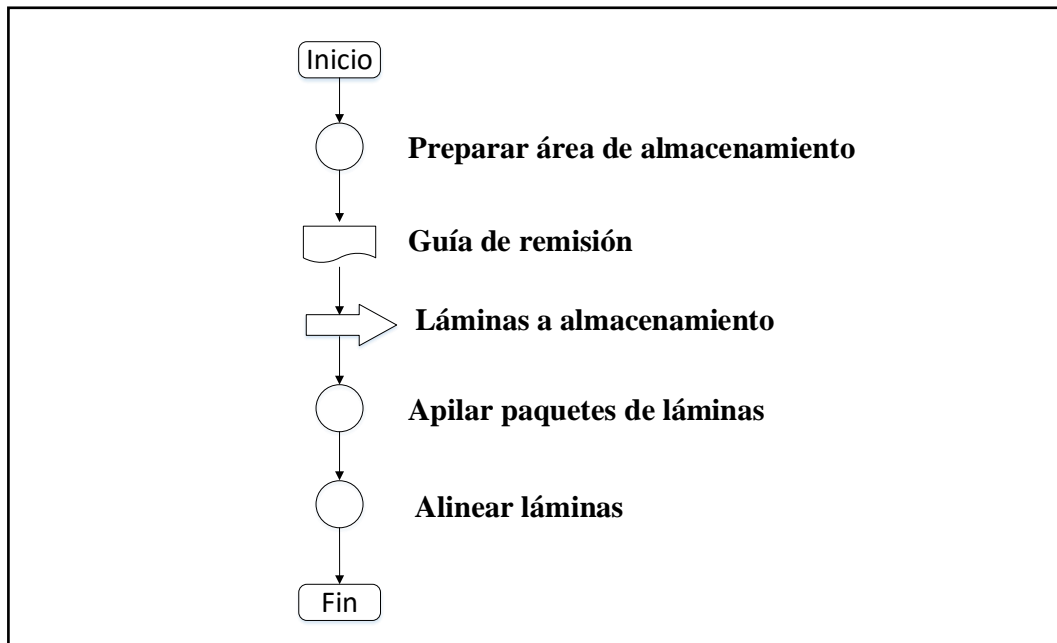 Inicio
Preparar área de almacenamiento
Guía de remisión
Láminas a almacenamiento
Apilar paquetes de láminas
Alinear láminas
Fin